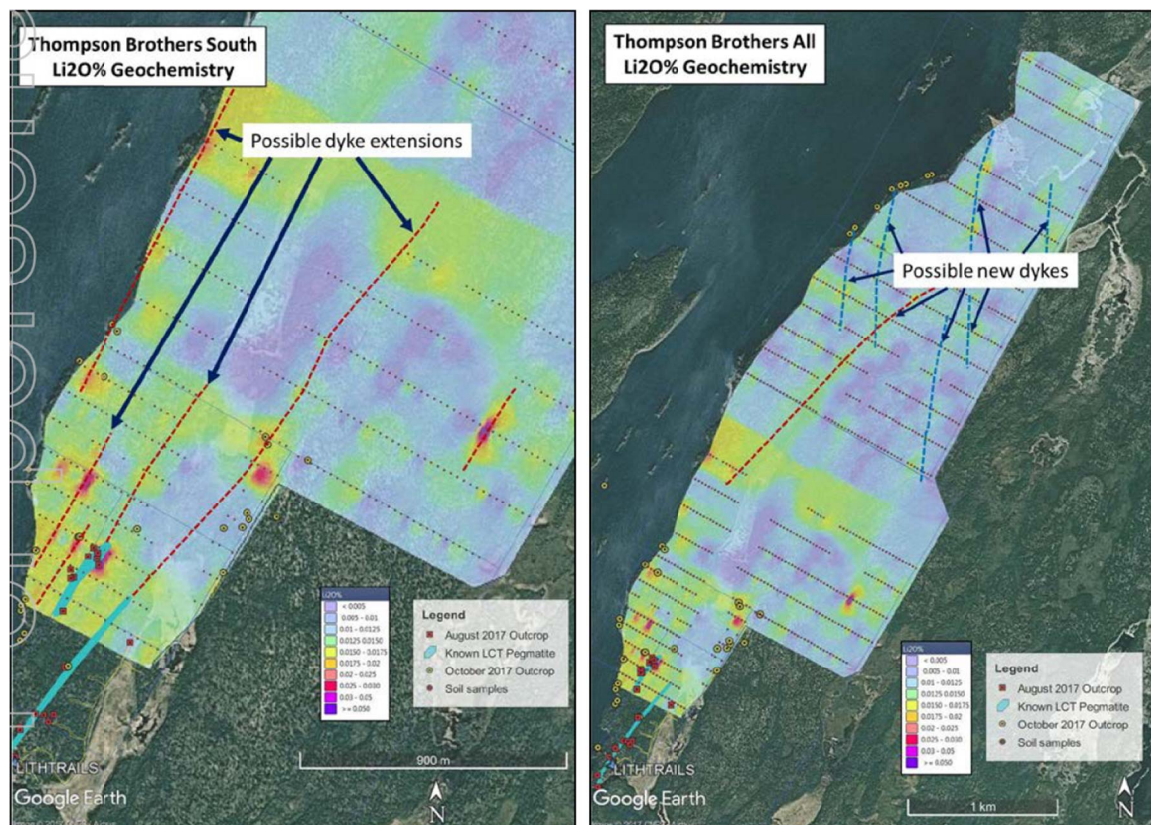 Thompson Brothers South
Li2O% Geochemistry
Possible dyke extensions
Li2O%
< 0.005
0.005 - 0.01
0.01 - 0.0125
0.0125 0.0150
0.0150 - 0.0175
0.0175 - 0.02
0.02 - 0.025
0.025 - 0.030
0.03 - 0.05
>= 0.050
Legend
August 2017 Outcrop
Known LCT Pegmatite
October 2017 Outcrop
Soil samples
900 m
LITHTRAILS
Google Earth
N
Thompson Brothers All
Li2O% Geochemistry
Possible new dykes
Li2O%
< 0.005
0.005 - 0.01
0.01 - 0.0125
0.0125 0.0150
0.0150 - 0.0175
0.0175 - 0.02
0.02 - 0.025
0.025 - 0.030
0.03 - 0.05
>= 0.050
Legend
August 2017 Outcrop
Known LCT Pegmatite
October 2017 Outcrop
Soil samples
LITHTRAILS
Google Earth
1 km
N